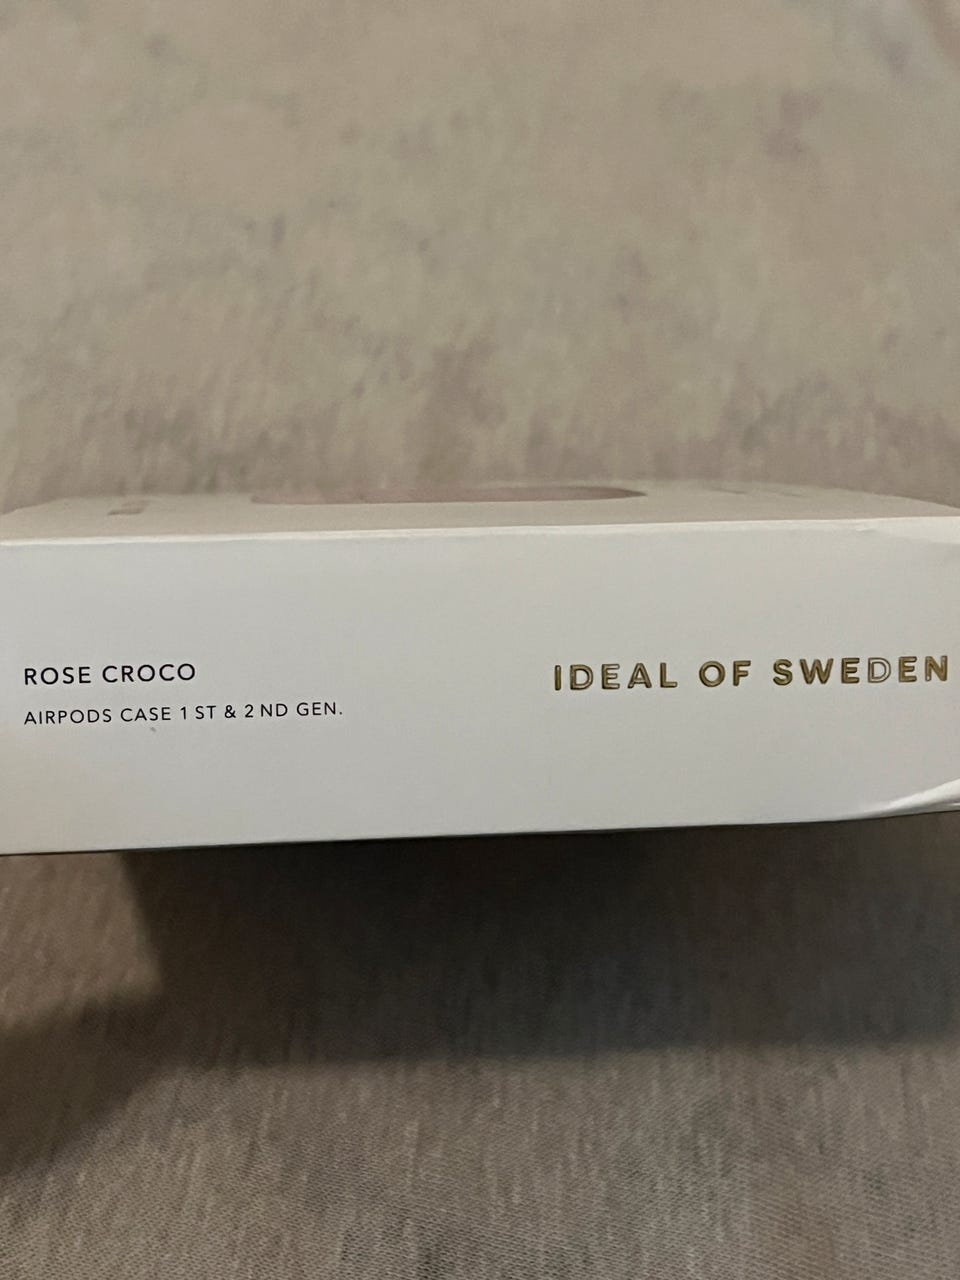 ROSE CROCO
AIRPODS CASE 1 ST & 2 ND GEN.
IDEAL OF SWEDEN